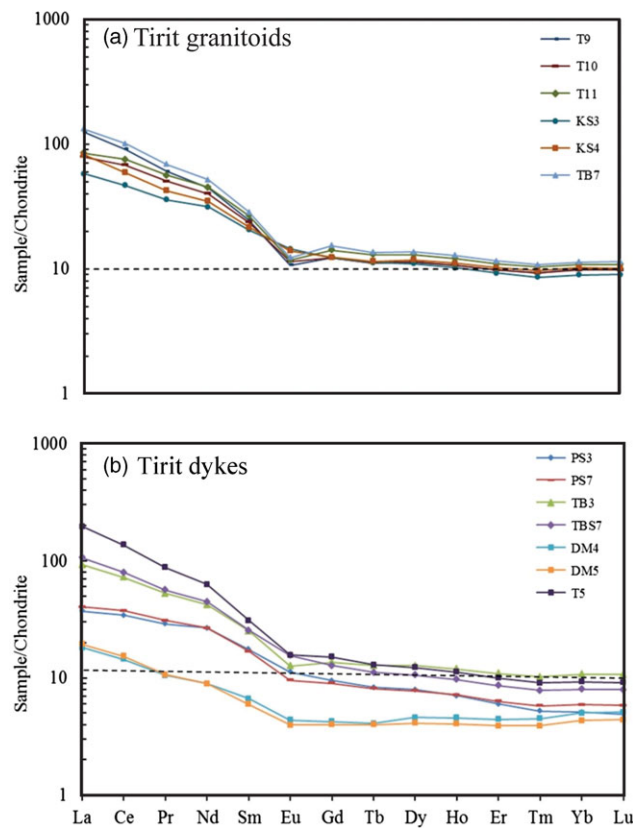 1000
(a) Tirit granitoids
T9
T10
T11
KS3
KS4
TB7
100
10
1
Sample/Chondrite
1000
(b) Tirit dykes
PS3
PS7
TB3
TBS7
DM4
DM5
T5
100
10
1
Sample/Chondrite
La Ce Pr Nd Sm Eu Gd Tb Dy Ho Er Tm Yb Lu